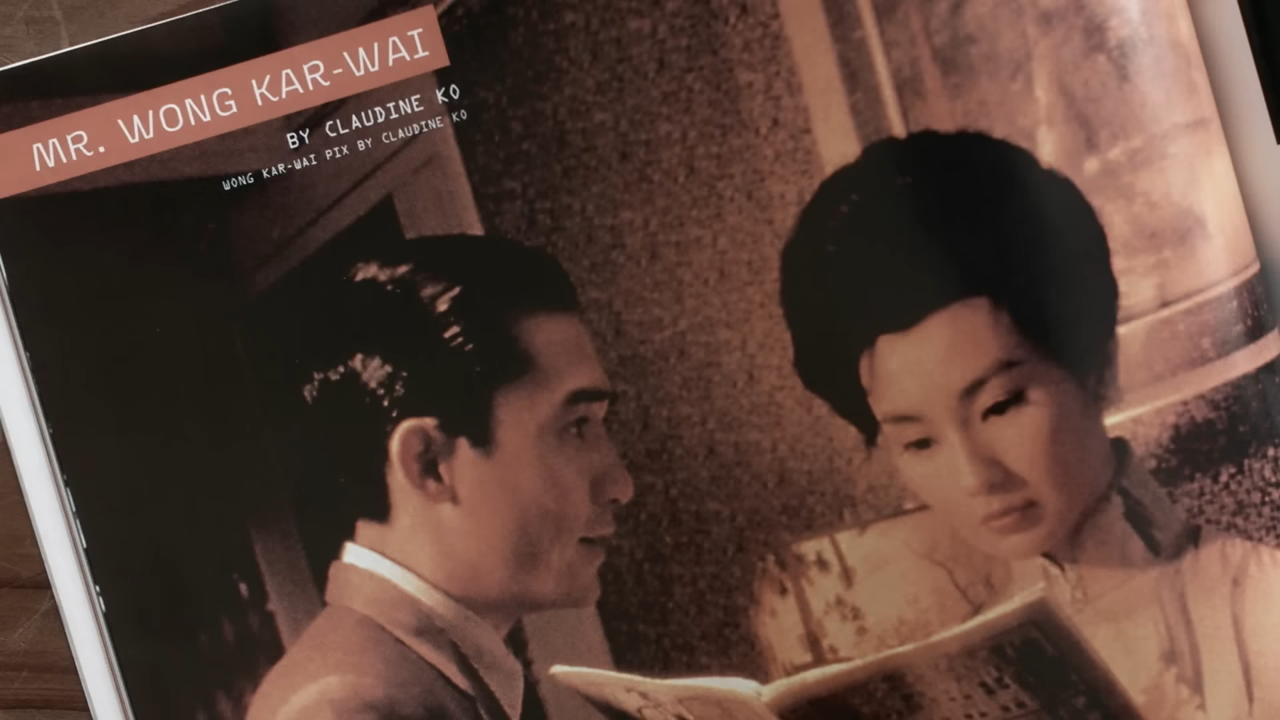 MR. WONG KAR-WAI
BY CLAUDINE KO
WONG KAR-WAI PIX BY CLAUDINE KO